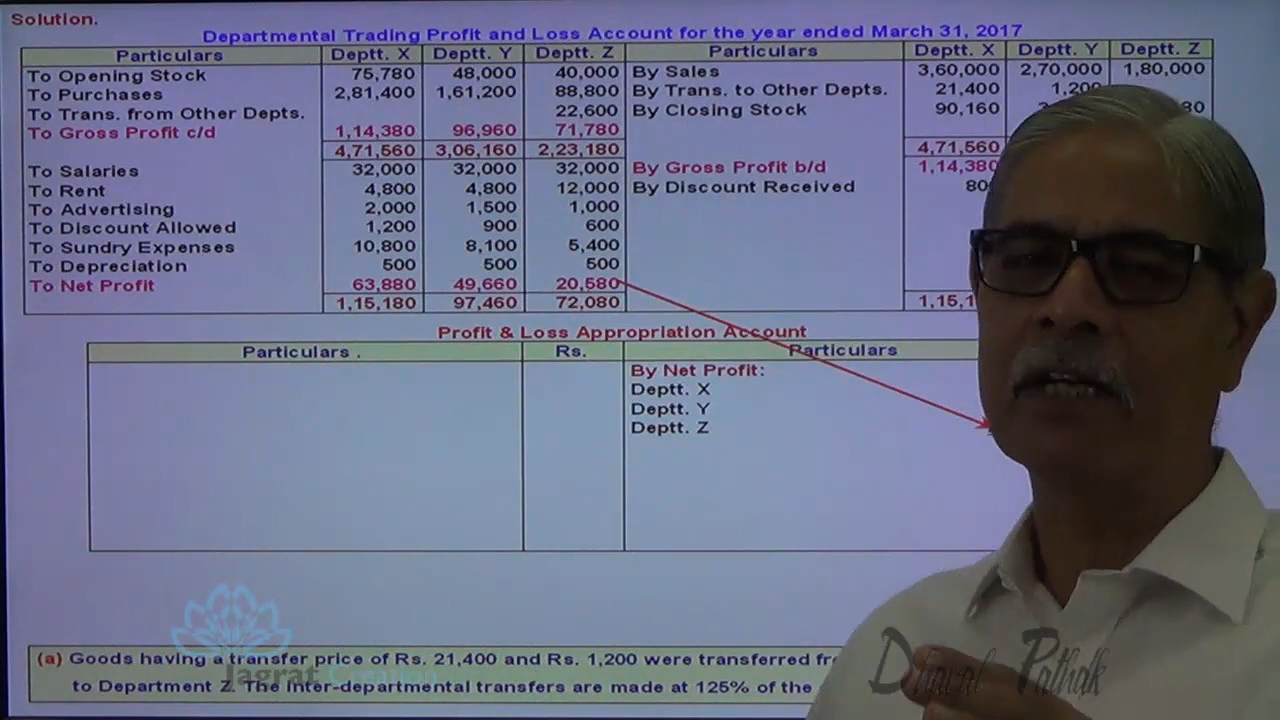 Solution.
Departmental Trading Profit and Loss Account for the year ended March 31, 2017
Particulars Deptt. X Deptt. Y Deptt. Z Particulars Deptt. X Deptt. Y Deptt. Z
To Opening Stock 75,780 48,000 40,000 By Sales 3,60,000 2,70,000 1,80,000
To Purchases 2,81,400 1,61,200 88,800 By Trans. to Other Depts. 21,400 1,200
To Trans. from Other Depts. 22,600 By Closing Stock 90,160
To Gross Profit c/d 1,14,380 96,960 71,780
4,71,560 3,06,160 2,23,180 4,71,560
To Salaries 32,000 32,000 32,000 By Gross Profit b/d 1,14,380
To Rent 4,800 4,800 12,000 By Discount Received
To Advertising 2,000 1,500 1,000
To Discount Allowed 1,200 900 600
To Sundry Expenses 10,800 8,100 5,400
To Depreciation 500 500 500
To Net Profit 63,880 49,660 20,580
1,15,180 97,460 72,080
Profit & Loss Appropriation Account
Particulars . Rs. Particulars
By Net Profit:
Deptt. X
Deptt. Y
Deptt. Z
(a) Goods having a transfer price of Rs. 21,400 and Rs. 1,200 were transferred
to Department Z. The Inter-departmental transfers are made at 125% of the
Jagrat Creation
Dhawal Pathak